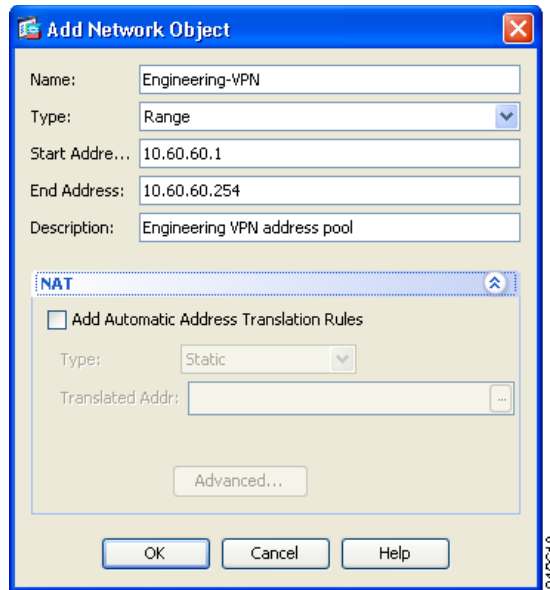 Add Network Object
Name: Engineering-VPN
Type: Range
Start Addre... 10.60.60.1
End Address: 10.60.60.254
Description: Engineering VPN address pool
NAT
Add Automatic Address Translation Rules
Type: Static
Translated Addr: ...
Advanced...
OK Cancel Help